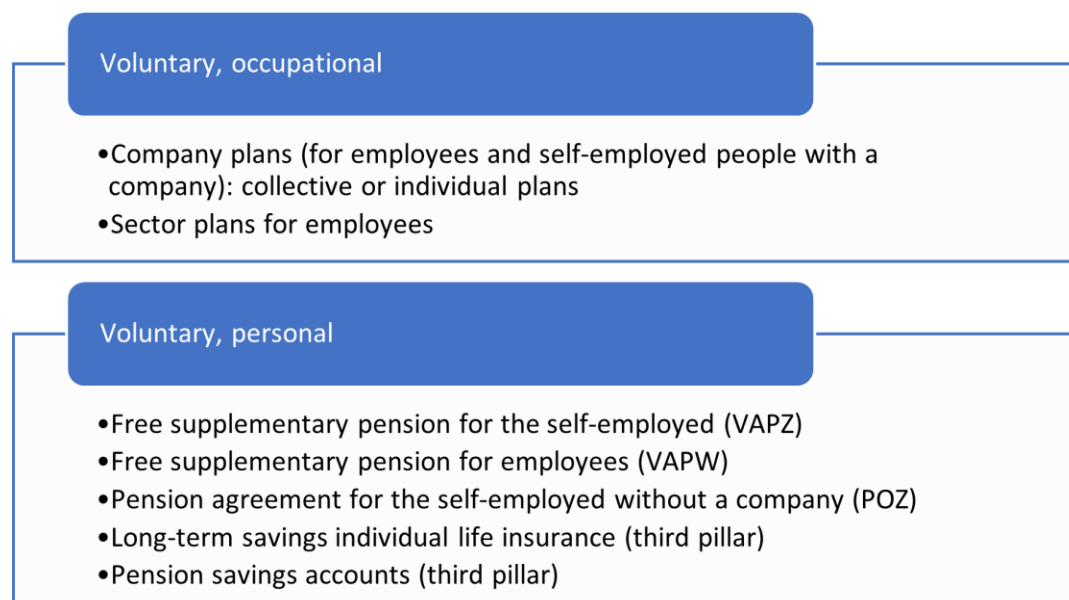 Voluntary, occupational
•Company plans (for employees and self-employed people with a
company): collective or individual plans
•Sector plans for employees
Voluntary, personal
•Free supplementary pension for the self-employed (VAPZ)
•Free supplementary pension for employees (VAPW)
•Pension agreement for the self-employed without a company (POZ)
•Long-term savings individual life insurance (third pillar)
•Pension savings accounts (third pillar)